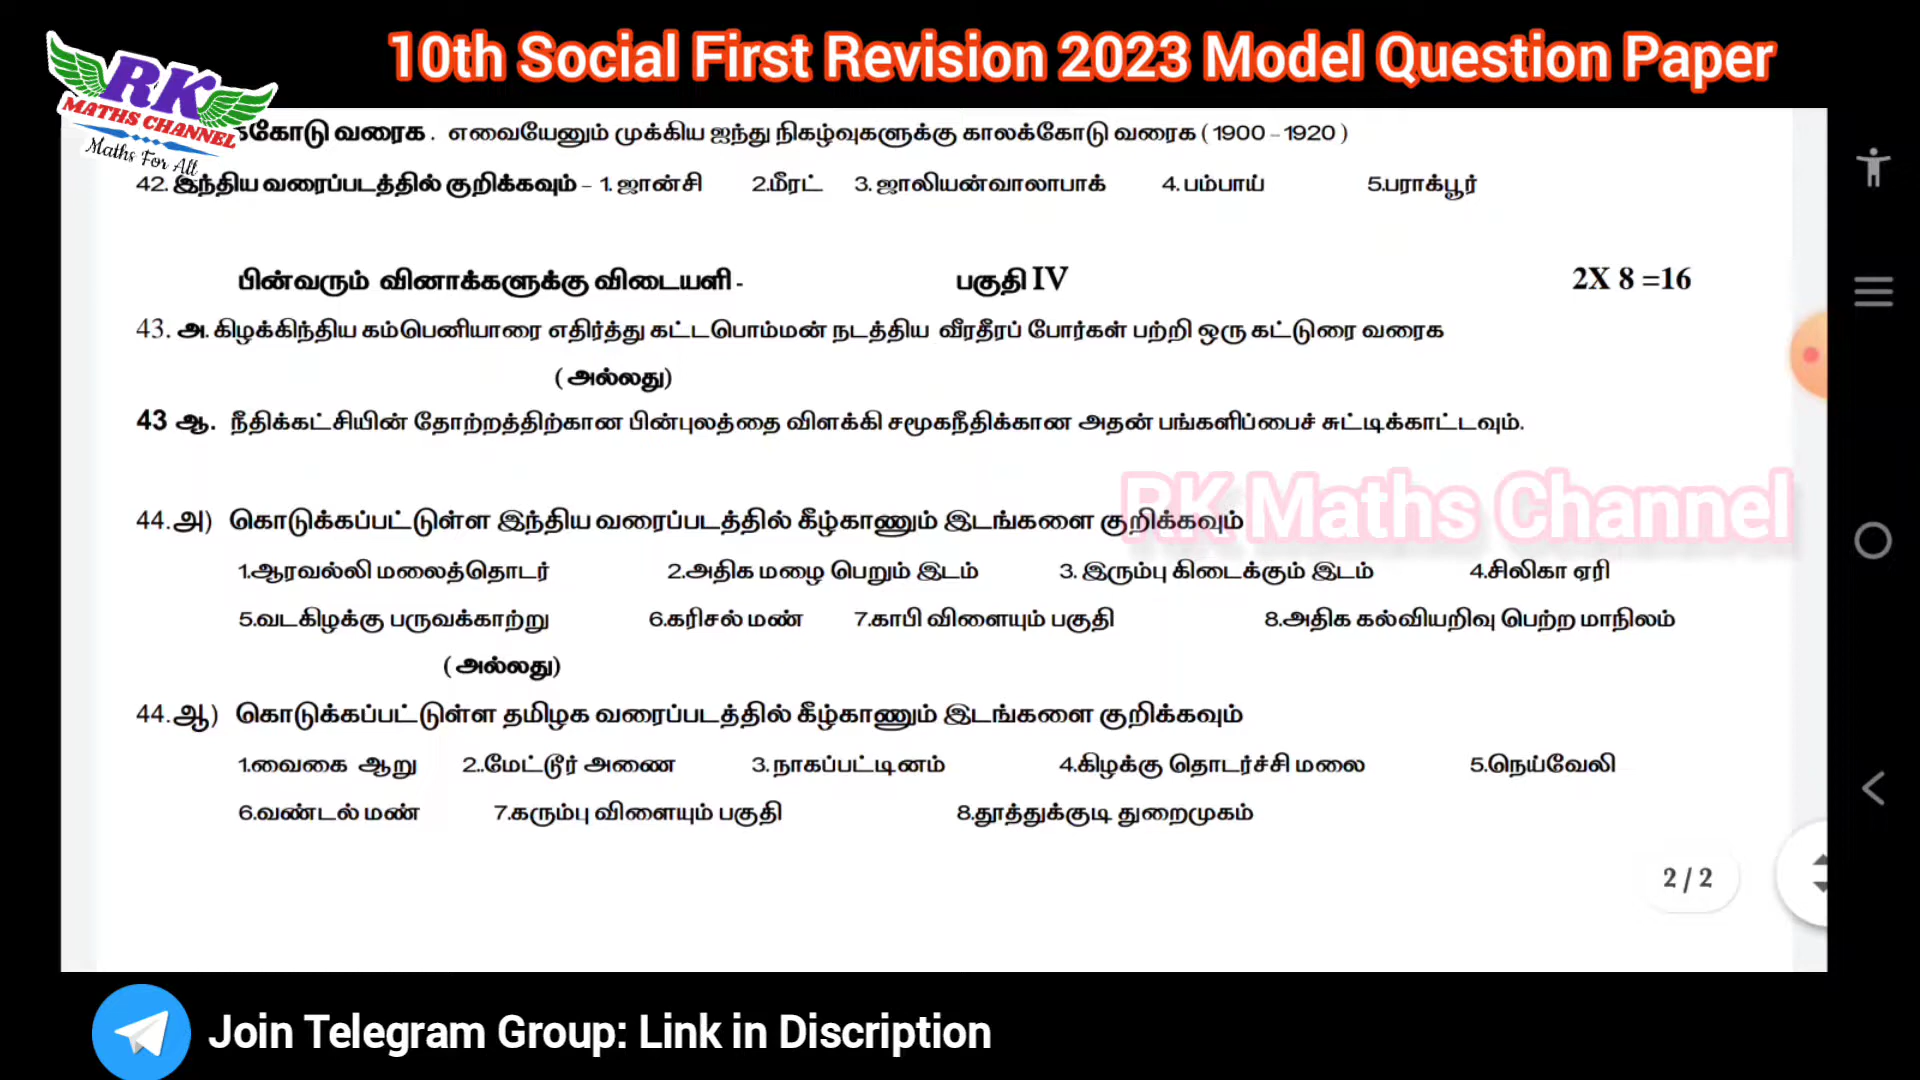 10th Social First Revision 2023 Model Question Paper
RK
MATHS CHANNEL
Maths For All
க்கோடு வரைக . எவையேனும் முக்கிய ஐந்து நிகழ்வுகளுக்கு காலக்கோடு வரைக ( 1900 – 1920 )
42. இந்திய வரைப்படத்தில் குறிக்கவும் – 1. ஜான்சி 2.மீரட் 3. ஜாலியன்வாலாபாக் 4. பம்பாய் 5.பராக்பூர்
பின்வரும் வினாக்களுக்கு விடையளி - பகுதி IV 2X 8 =16
43. அ. கிழக்கிந்திய கம்பெனியாரை எதிர்த்து கட்டபொம்மன் நடத்திய வீரதீரப் போர்கள் பற்றி ஒரு கட்டுரை வரைக
( அல்லது)
43 ஆ. நீதிக்கட்சியின் தோற்றத்திற்கான பின்புலத்தை விளக்கி சமூகநீதிக்கான அதன் பங்களிப்பைச் சுட்டிக்காட்டவும்.
RK Maths Channel
44.அ) கொடுக்கப்பட்டுள்ள இந்திய வரைப்படத்தில் கீழ்காணும் இடங்களை குறிக்கவும்
1.ஆரவல்லி மலைத்தொடர் 2.அதிக மழை பெறும் இடம் 3. இரும்பு கிடைக்கும் இடம் 4.சிலிகா ஏரி
5.வடகிழக்கு பருவக்காற்று 6.கரிசல் மண் 7.காபி விளையும் பகுதி 8.அதிக கல்வியறிவு பெற்ற மாநிலம்
( அல்லது)
44.ஆ) கொடுக்கப்பட்டுள்ள தமிழக வரைப்படத்தில் கீழ்காணும் இடங்களை குறிக்கவும்
1.வைகை ஆறு 2..மேட்டூர் அணை 3. நாகப்பட்டினம் 4.கிழக்கு தொடர்ச்சி மலை 5.நெய்வேலி
6.வண்டல் மண் 7.கரும்பு விளையும் பகுதி 8.தூத்துக்குடி துறைமுகம்
2 / 2
Join Telegram Group: Link in Discription